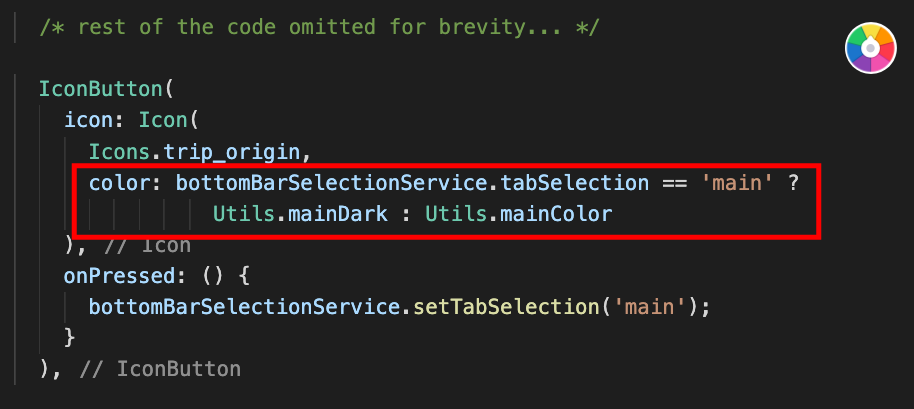 /* rest of the code omitted for brevity... */
IconButton(
icon: Icon(
Icons.trip_origin,
color: bottomBarSelectionService.tabSelection == 'main' ?
Utils.mainDark : Utils.mainColor
), // Icon
onPressed: () {
bottomBarSelectionService.setTabSelection('main');
}
), // IconButton